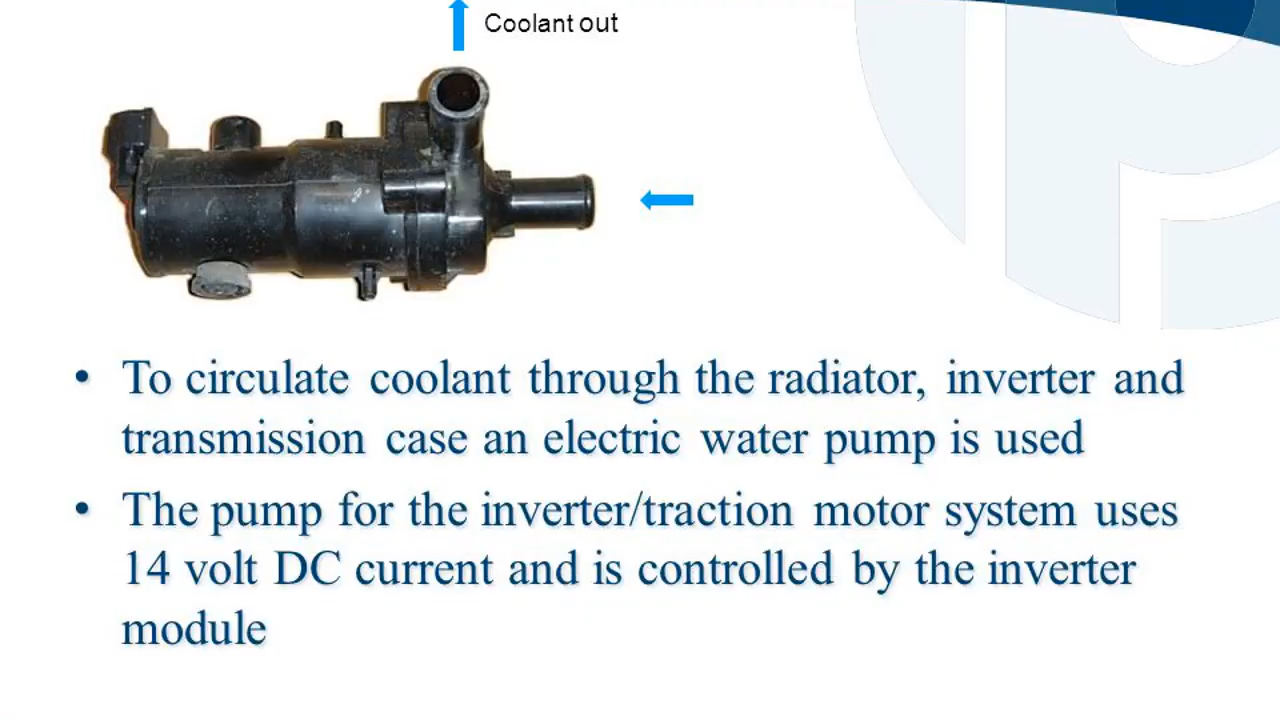 Coolant out
• To circulate coolant through the radiator, inverter and
transmission case an electric water pump is used
• The pump for the inverter/traction motor system uses
14 volt DC current and is controlled by the inverter
module